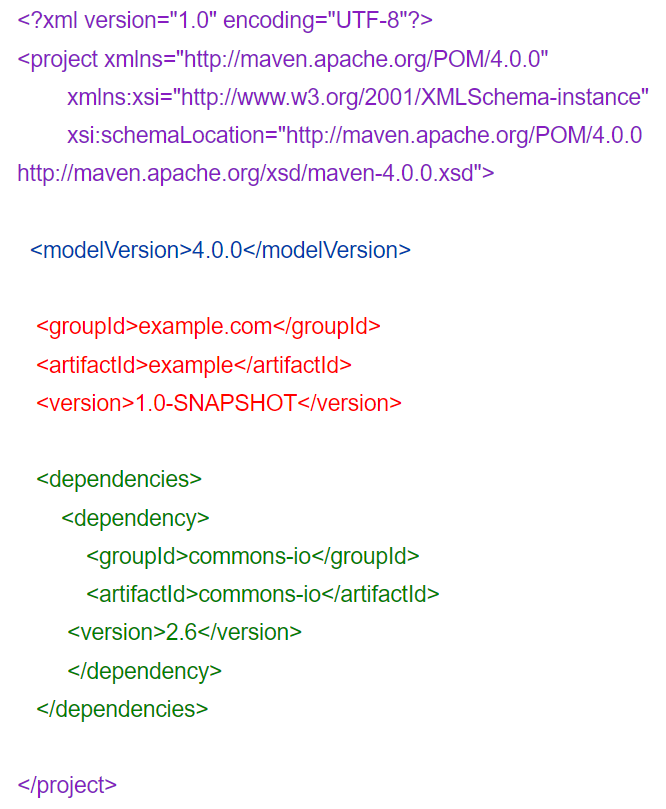 <?xml version="1.0" encoding="UTF-8"?>
<project xmlns="http://maven.apache.org/POM/4.0.0"
xmlns:xsi="http://www.w3.org/2001/XMLSchema-instance"
xsi:schemaLocation="http://maven.apache.org/POM/4.0.0
http://maven.apache.org/xsd/maven-4.0.0.xsd">
<modelVersion>4.0.0</modelVersion>
<groupId>example.com</groupId>
<artifactId>example</artifactId>
<version>1.0-SNAPSHOT</version>
<dependencies>
<dependency>
<groupId>commons-io</groupId>
<artifactId>commons-io</artifactId>
<version>2.6</version>
</dependency>
</dependencies>
</project>